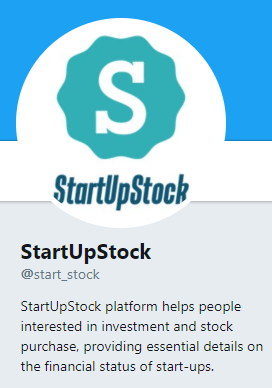 S
StartUpStock
StartUpStock
@start_stock
StartUpStock platform helps people
interested in investment and stock
purchase, providing essential details on
the financial status of start-ups.